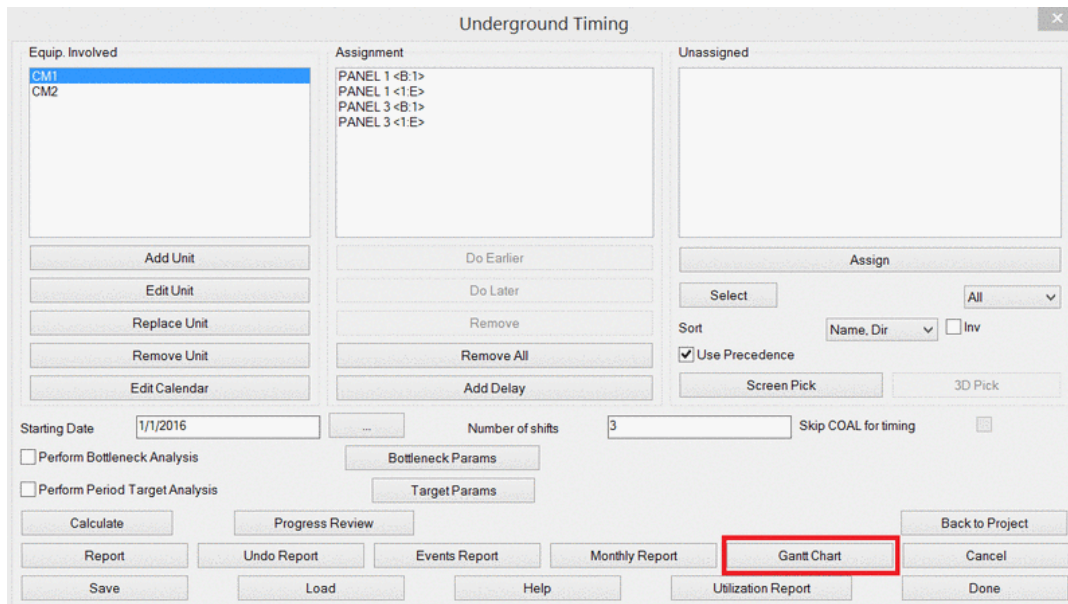 Underground Timing
Equip. Involved
CM1
CM2
Add Unit
Edit Unit
Replace Unit
Remove Unit
Edit Calendar
Assignment
PANEL 1 <B:1>
PANEL 1 <1:E>
PANEL 3 <B:1>
PANEL 3 <1:E>
Do Earlier
Do Later
Remove
Remove All
Add Delay
Unassigned
Assign
Select All
Sort Name, Dir Inv
Use Precedence
Screen Pick 3D Pick
Starting Date 1/1/2016 ... Number of shifts 3 Skip COAL for timing
Perform Bottleneck Analysis Bottleneck Params
Perform Period Target Analysis Target Params
Calculate Progress Review Back to Project
Report Undo Report Events Report Monthly Report Gantt Chart Cancel
Save Load Help Utilization Report Done